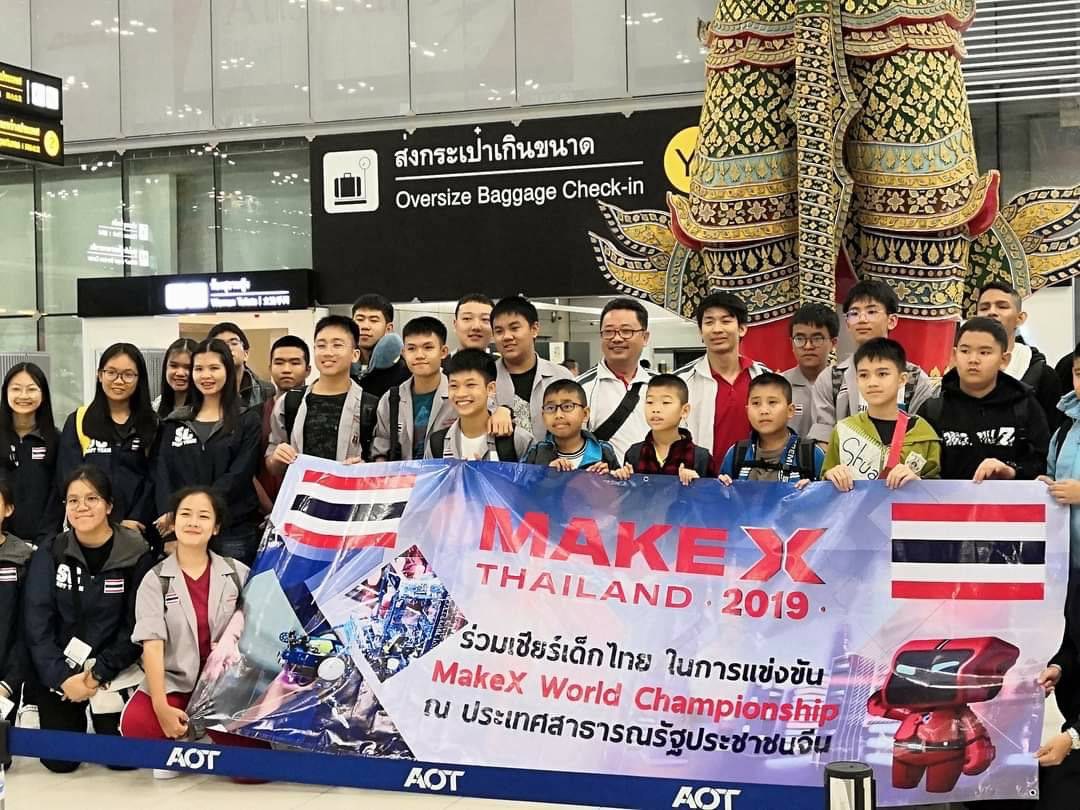 ส่งกระเป๋าเกินขนาด
Oversize Baggage Check-in
Y
MAKE X
THAILAND · 2019 ·
ร่วมเชียร์เด็กไทย ในการแข่งขัน
MakeX World Championship
ณ ประเทศสาธารณรัฐประชาชนจีน
AOT
AOT
AOT